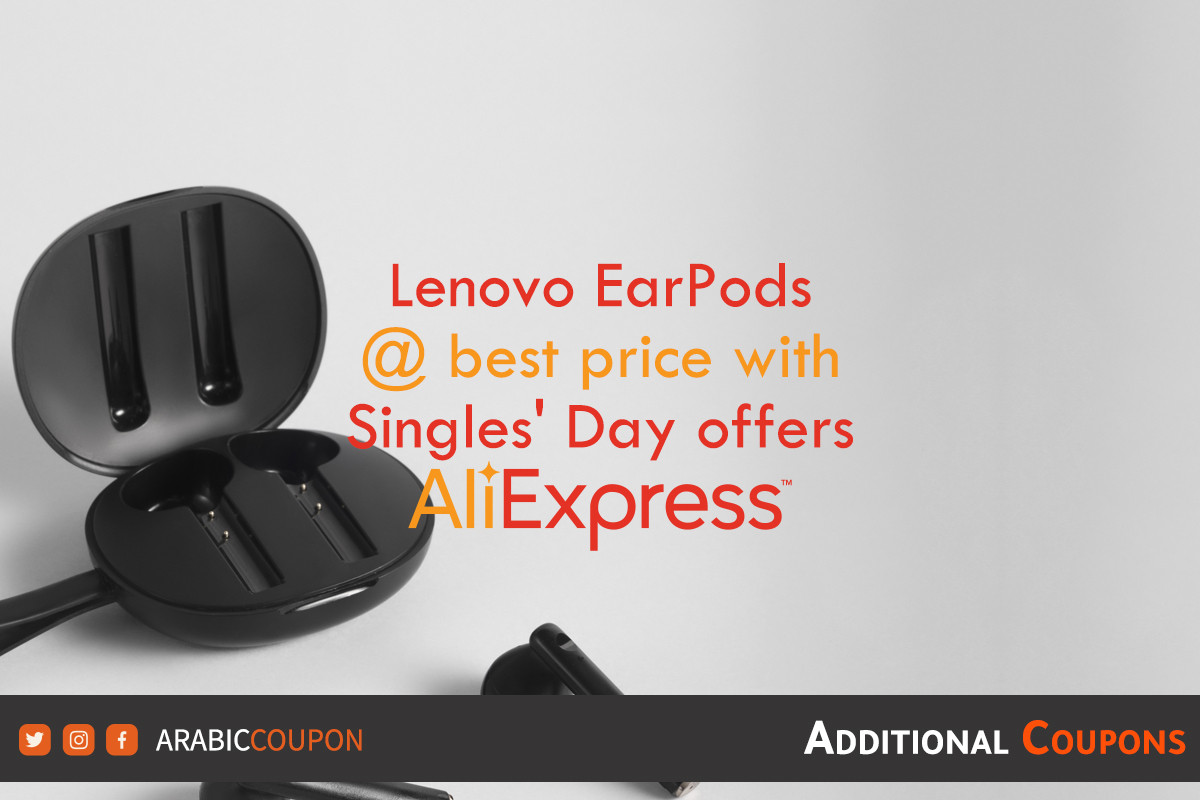 Lenovo EarPods
@ best price with
Singles' Day offers
AliExpress™
ARABICCOUPON
ADDITIONAL COUPONS